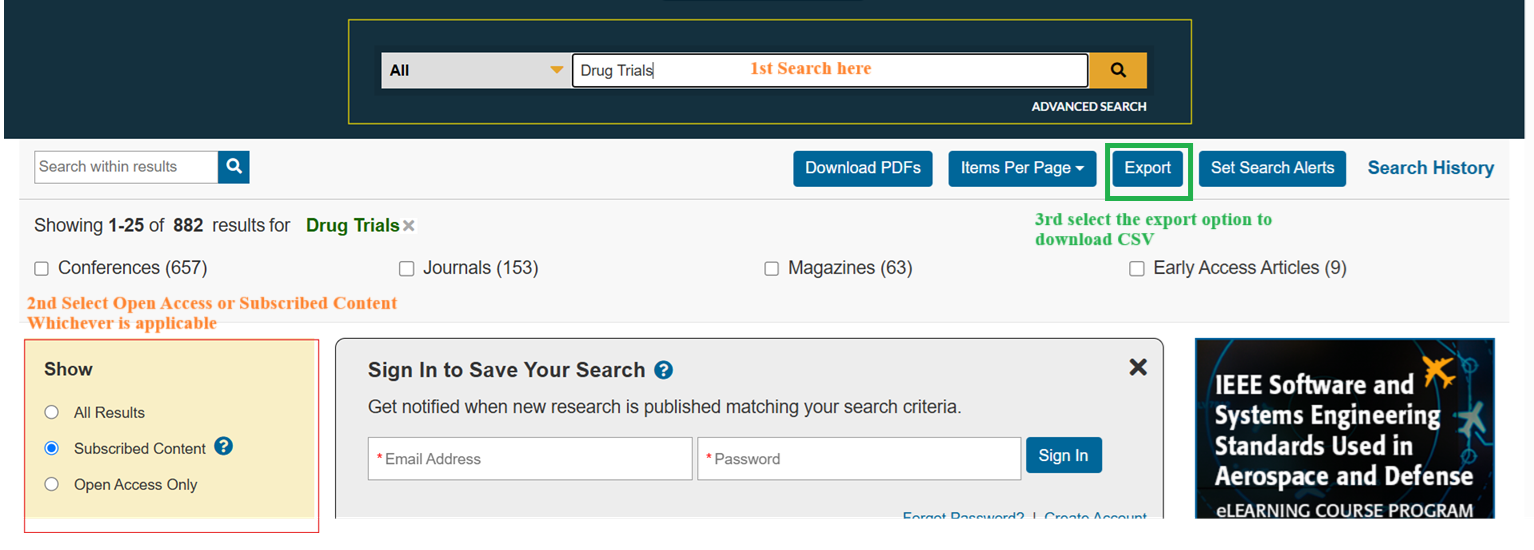 All
Drug Trials
1st Search here
ADVANCED SEARCH
Search within results
Download PDFs
Items Per Page
Export
Set Search Alerts
Search History
Showing 1-25 of 882 results for Drug Trials
3rd select the export option to
download CSV
Conferences (657)
Journals (153)
Magazines (63)
Early Access Articles (9)
2nd Select Open Access or Subscribed Content
Whichever is applicable
Show
All Results
Subscribed Content ?
Open Access Only
Sign In to Save Your Search ?
Get notified when new research is published matching your search criteria.
*Email Address
*Password
Sign In
Forgot Password? | Create Account
IEEE Software and
Systems Engineering
Standards Used in
Aerospace and Defense
eLEARNING COURSE PROGRAM